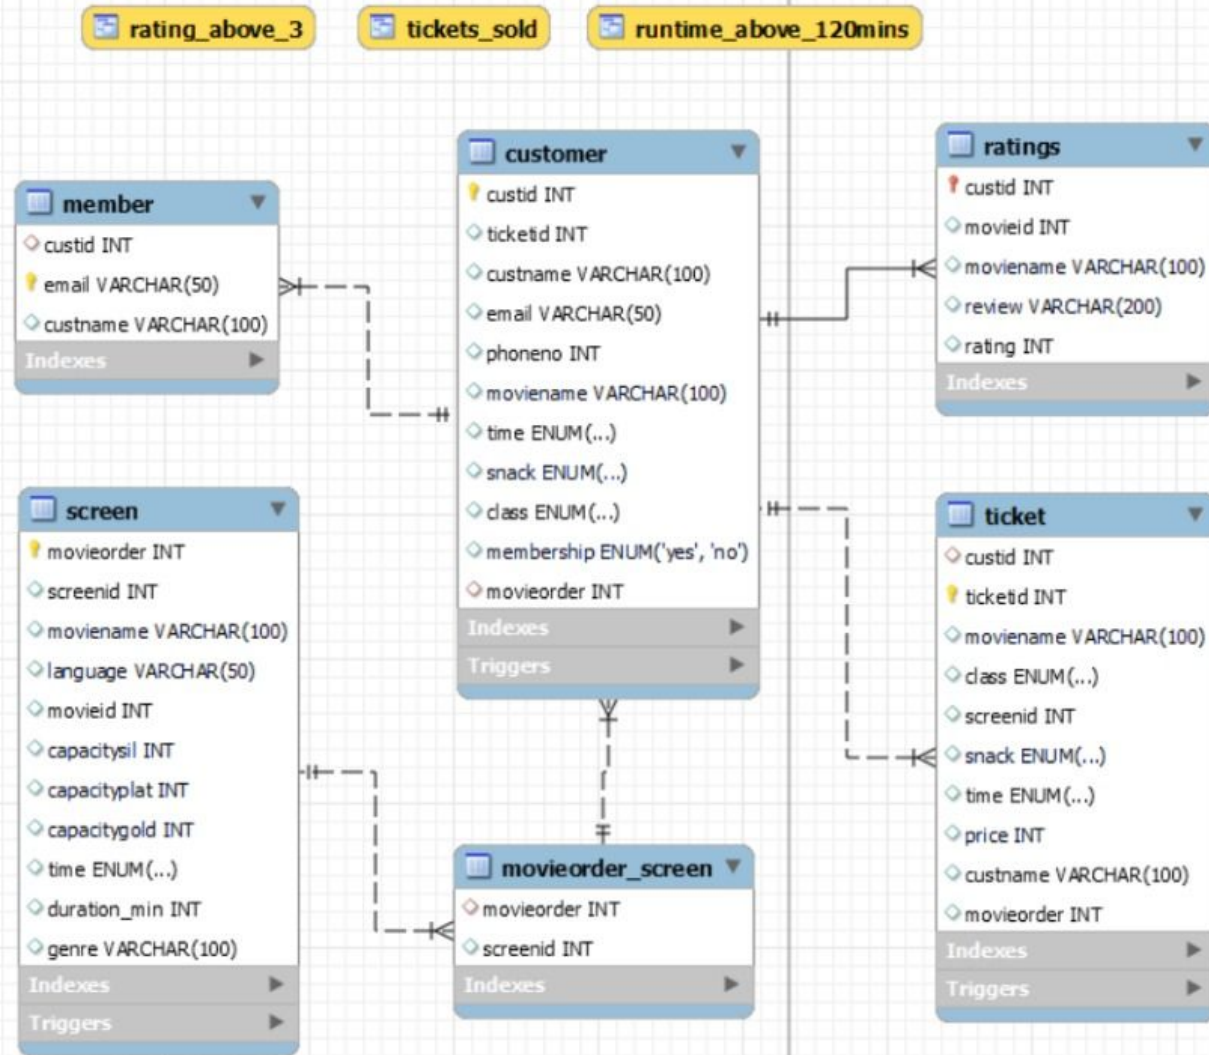 rating_above_3
tickets_sold
runtime_above_120mins
member
custid INT
email VARCHAR(50)
custname VARCHAR(100)
Indexes
customer
custid INT
ticketid INT
custname VARCHAR(100)
email VARCHAR(50)
phoneno INT
moviename VARCHAR(100)
time ENUM(...)
snack ENUM(...)
class ENUM(...)
membership ENUM('yes', 'no')
movieorder INT
Indexes
Triggers
ratings
custid INT
movieid INT
moviename VARCHAR(100)
review VARCHAR(200)
rating INT
Indexes
screen
movieorder INT
screenid INT
moviename VARCHAR(100)
language VARCHAR(50)
movieid INT
capacitysil INT
capacityplat INT
capacitygold INT
time ENUM(...)
duration_min INT
genre VARCHAR(100)
Indexes
Triggers
movieorder_screen
movieorder INT
screenid INT
Indexes
ticket
custid INT
ticketid INT
moviename VARCHAR(100)
class ENUM(...)
screenid INT
snack ENUM(...)
time ENUM(...)
price INT
custname VARCHAR(100)
movieorder INT
Indexes
Triggers